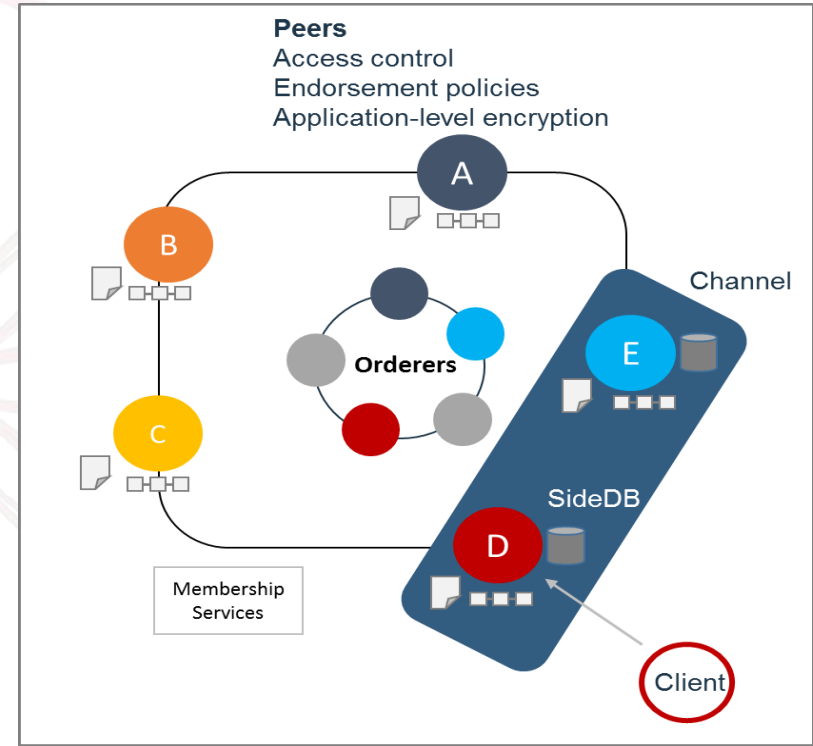 Peers
Access control
Endorsement policies
Application-level encryption
A
B
Channel
E
Orderers
C
SideDB
D
Membership
Services
Client